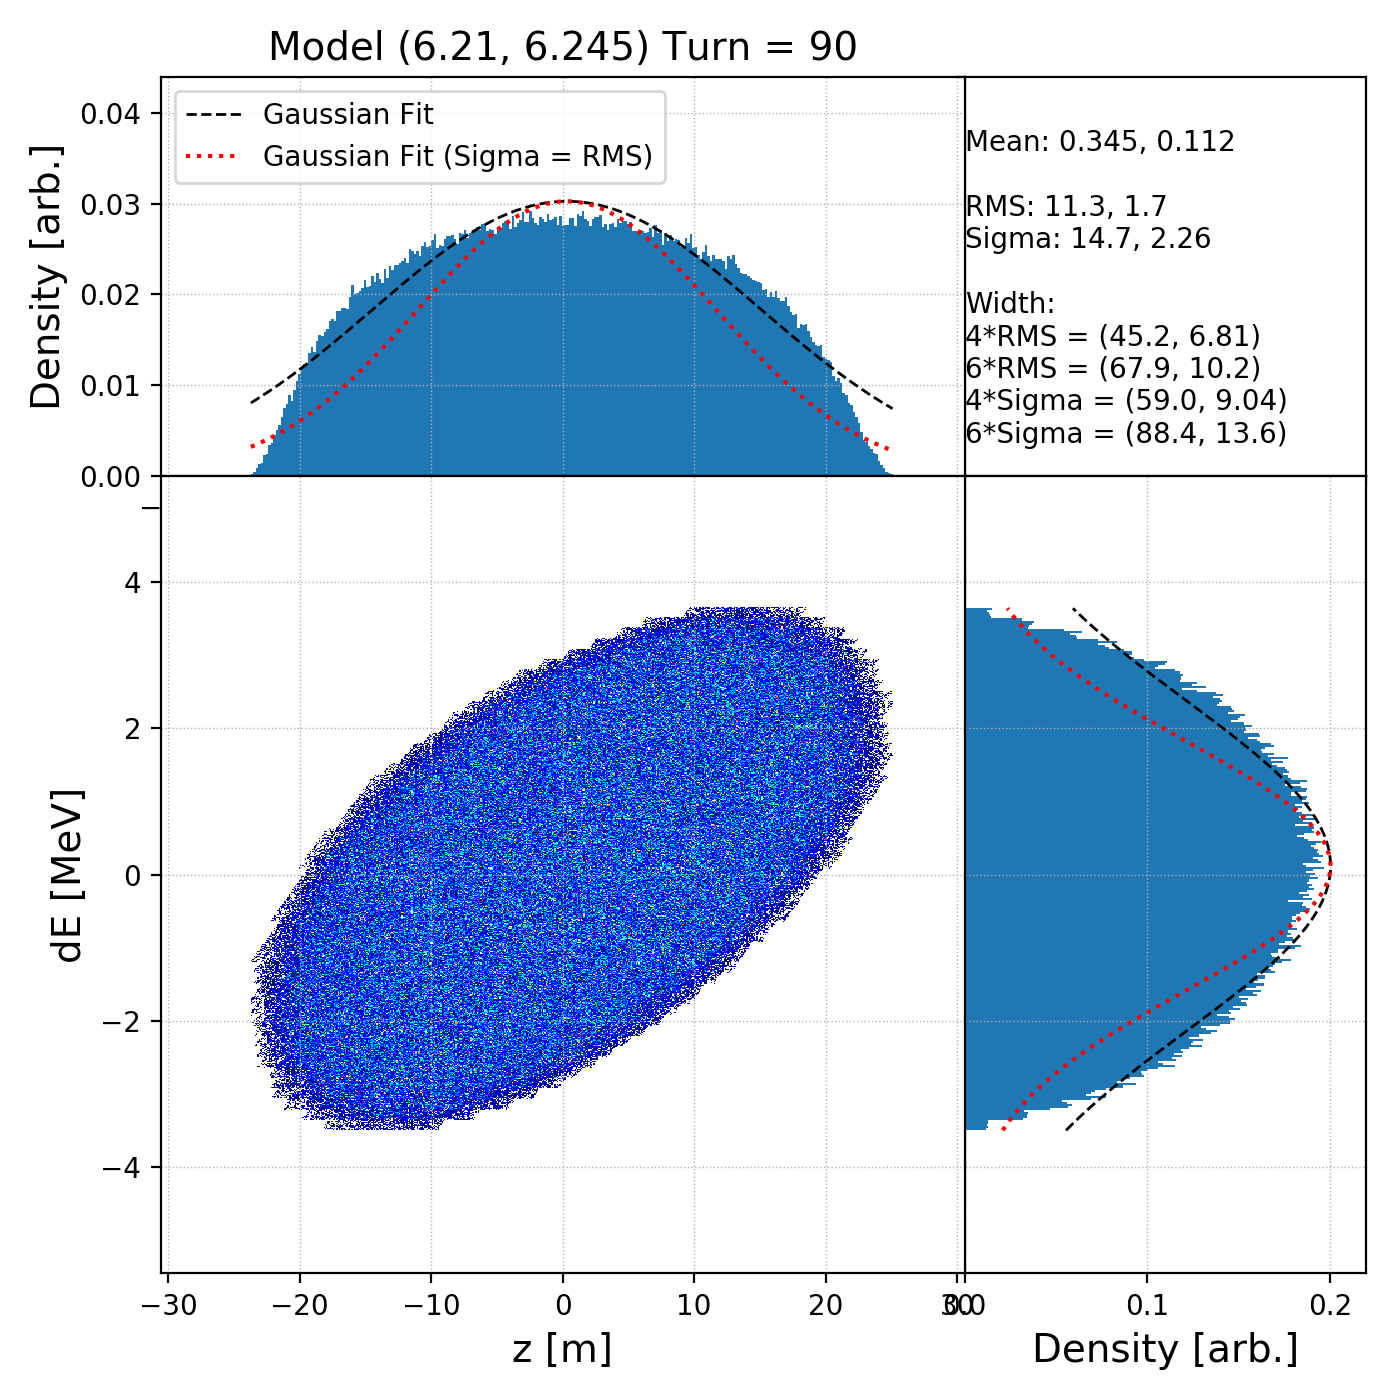 Model (6.21, 6.245) Turn = 90
Gaussian Fit
Gaussian Fit (Sigma = RMS)
Density [arb.]
0.04
0.03
0.02
0.01
0.00
Mean: 0.345, 0.112
RMS: 11.3, 1.7
Sigma: 14.7, 2.26
Width:
4*RMS = (45.2, 6.81)
6*RMS = (67.9, 10.2)
4*Sigma = (59.0, 9.04)
6*Sigma = (88.4, 13.6)
dE [MeV]
4
2
0
−2
−4
−30 −20 −10 0 10 20 30
z [m]
0.0 0.1 0.2
Density [arb.]